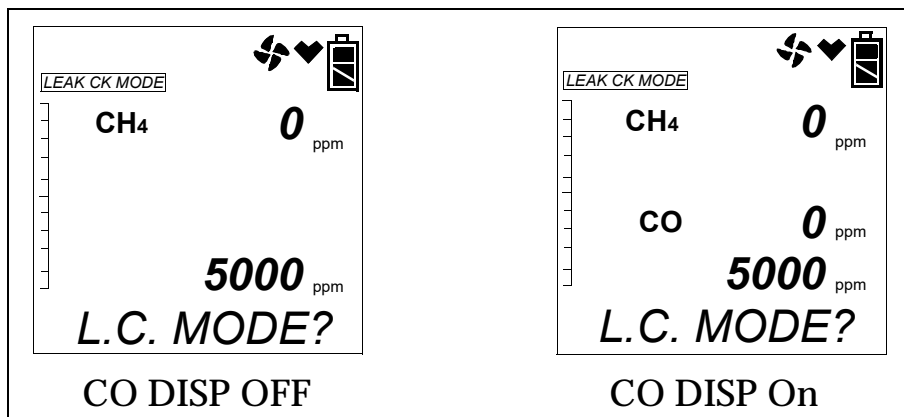 LEAK CK MODE
CH4 0 ppm
5000 ppm
L.C. MODE?
CO DISP OFF
LEAK CK MODE
CH4 0 ppm
CO 0 ppm
5000 ppm
L.C. MODE?
CO DISP On